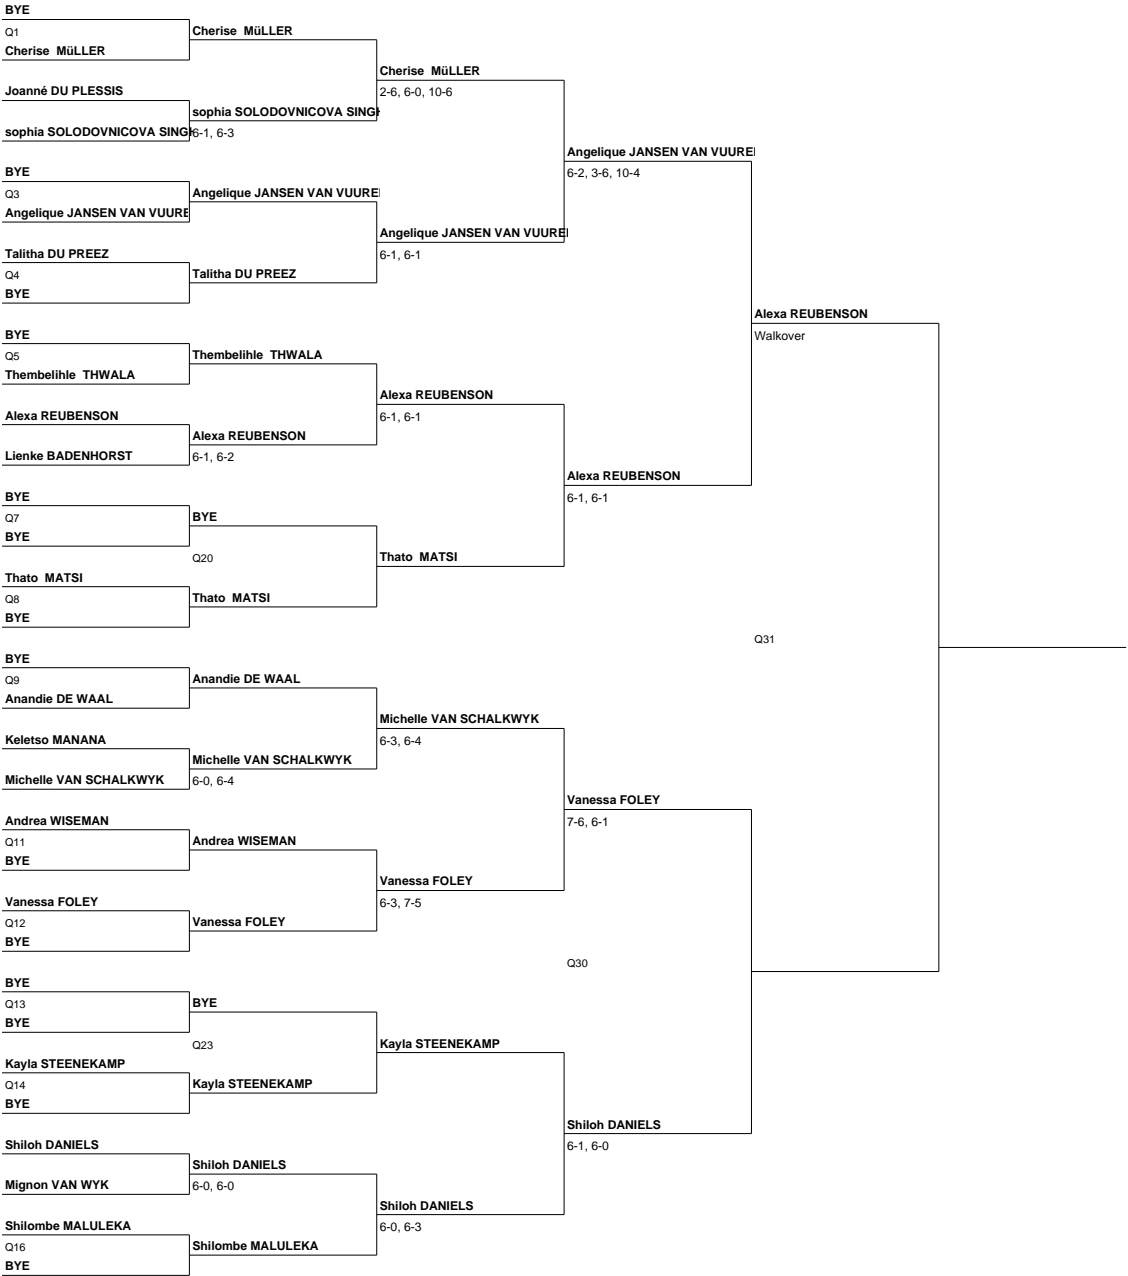 BYE
Q1
Cherise MüLLER
Cherise MüLLER
Joanné DU PLESSIS
sophia SOLODOVNICOVA SINGH
sophia SOLODOVNICOVA SINGH
6-1, 6-3
Cherise MüLLER
2-6, 6-0, 10-6
BYE
Q3
Angelique JANSEN VAN VUURE
Angelique JANSEN VAN VUUREI
Talitha DU PREEZ
Q4
BYE
Talitha DU PREEZ
Angelique JANSEN VAN VUUREI
6-1, 6-1
Angelique JANSEN VAN VUUREI
6-2, 3-6, 10-4
BYE
Q5
Thembelihle THWALA
Thembelihle THWALA
Alexa REUBENSON
Lienke BADENHORST
Alexa REUBENSON
6-1, 6-2
Alexa REUBENSON
6-1, 6-1
BYE
Q7
BYE
BYE
Q20
Thato MATSI
Q8
BYE
Thato MATSI
Thato MATSI
Alexa REUBENSON
6-1, 6-1
Alexa REUBENSON
Walkover
Q31
BYE
Q9
Anandie DE WAAL
Anandie DE WAAL
Keletso MANANA
Michelle VAN SCHALKWYK
Michelle VAN SCHALKWYK
6-0, 6-4
Michelle VAN SCHALKWYK
6-3, 6-4
Andrea WISEMAN
Q11
BYE
Andrea WISEMAN
Vanessa FOLEY
Q12
BYE
Vanessa FOLEY
Vanessa FOLEY
6-3, 7-5
Vanessa FOLEY
7-6, 6-1
Q30
BYE
Q13
BYE
BYE
Q23
Kayla STEENEKAMP
Q14
BYE
Kayla STEENEKAMP
Kayla STEENEKAMP
Shiloh DANIELS
Mignon VAN WYK
Shiloh DANIELS
6-0, 6-0
Shilombe MALULEKA
Q16
BYE
Shilombe MALULEKA
Shiloh DANIELS
6-0, 6-3
Shiloh DANIELS
6-1, 6-0